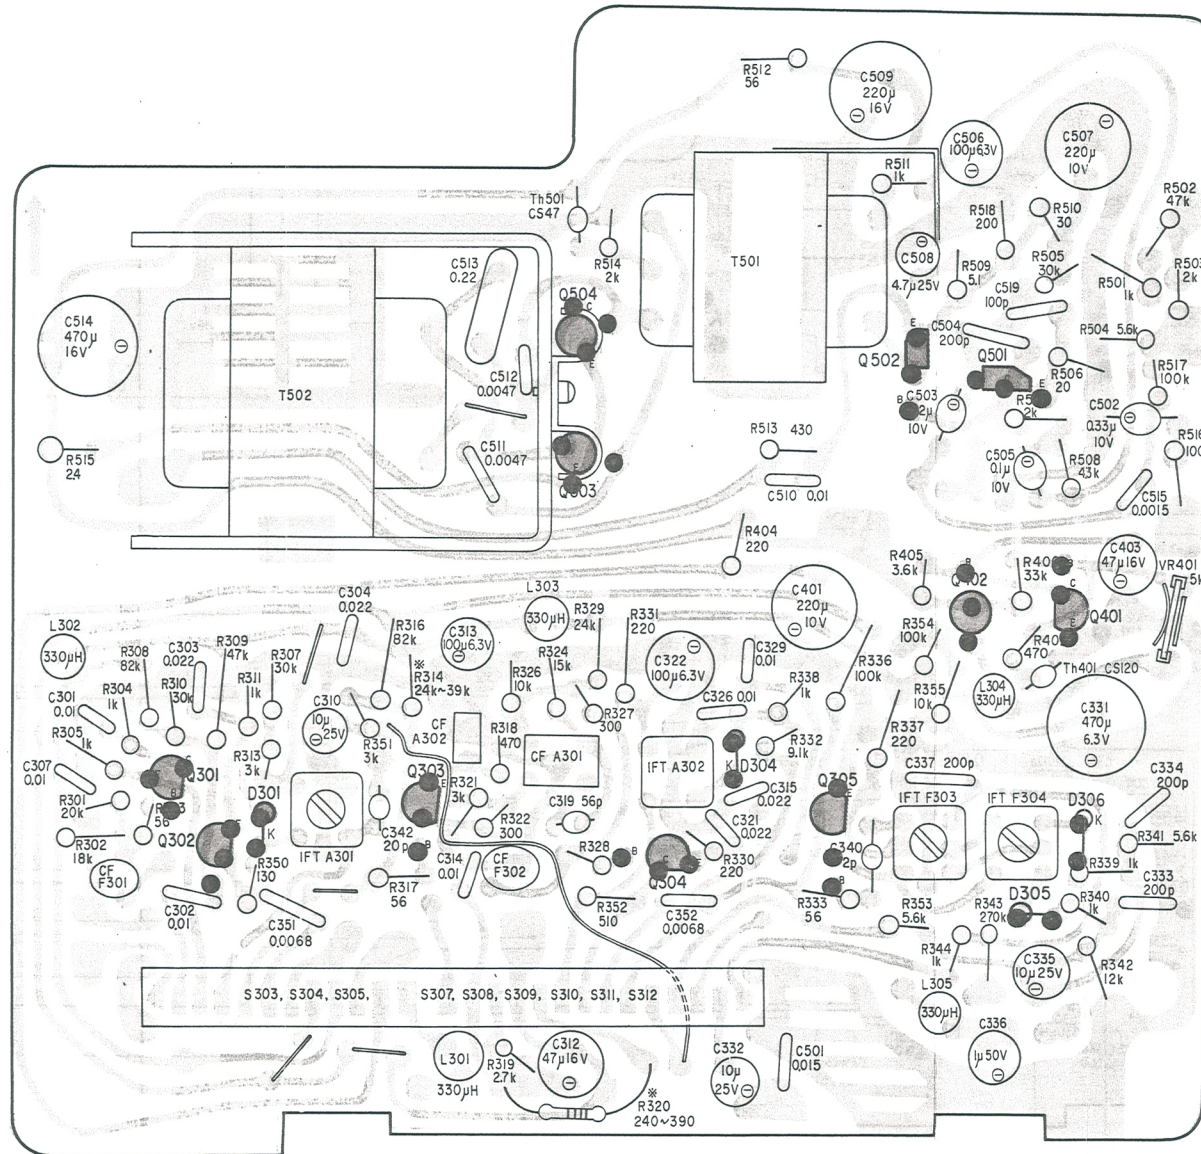 R512
56
C509
220µ
16V
C506
100µ6.3V
C507
220µ
10V
R511
1k
Th501
CS47
R518
200
R510
30
R502
47k
T501
C513
0.22
R514
2k
C508
4.7µ25V
R509
5.1
R505
30k
R501
1k
R503
2k
C519
100p
Q504
C
E
C514
470µ
16V
C504
200p
E
Q502
Q501
R504 5.6k
C512
0.0047
T502
R506
20
R517
100k
E
B
C503
10V
2k
C502
0.33µ
10V
R513 430
R515
2.4
C511
0.0047
C505
0.1µ
10V
R508
43k
C510 0.01
C515
0.0015
R404
220
R405
3.6k
B
33k
C403
47µ16V
VR401
5k
C
E
Q401
C304
0.022
L303
330µH
R329
24k
R331
220
C401
220µ
10V
L302
330µH
R316
82k
C313
100µ6.3V
R354
100k
470
Th401 CS120
R308
82k
C303
0.022
R309
47k
R307
30k
※
R314
24k~39k
R324
15k
C322
100µ6.3V
C329
0.01
R336
100k
C301
0.01
R304
1k
R310
30k
R311
11k
C310
10µ
25V
R326
10k
R327
300
C326 0.01
R338
1k
R355
10k
L304
330µH
C331
470µ
6.3V
R305
1k
R313
3k
R351
3k
CF
A302
R318
470
CF A301
IFT A302
R332
9.1k
R337
220
C307
0.01
Q301
C
B
Q303
E
R321
3k
K
D304
C315
0.022
Q305
E
C337 200p
C334
200p
R301
20k
56
D301
K
C319 56p
IFT F303
IFT F304
D306
K
R302
18k
Q302
C342
20p
B
R322
300
C321
0.022
R341 5.6k
CF
F301
R350
130
IFT A301
C314
0.01
CF
F302
R328
B
C
E
Q304
R330
220
C340
2p
R339
1k
C302
0.01
C351
0.0068
R317
56
R352
510
C352
0.0068
B
R333
56
R353
5.6k
R343
270k
D305
R340
1k
C333
200p
R344
1k
C335
10µ25V
R342
12k
S303, S304, S305, S307, S308, S309, S310, S311, S312
L305
330µH
L301
330µH
R319
2.7k
C312
47µ16V
C332
10µ
25V
C501
0.015
C336
1µ50V
※
R320
240~390